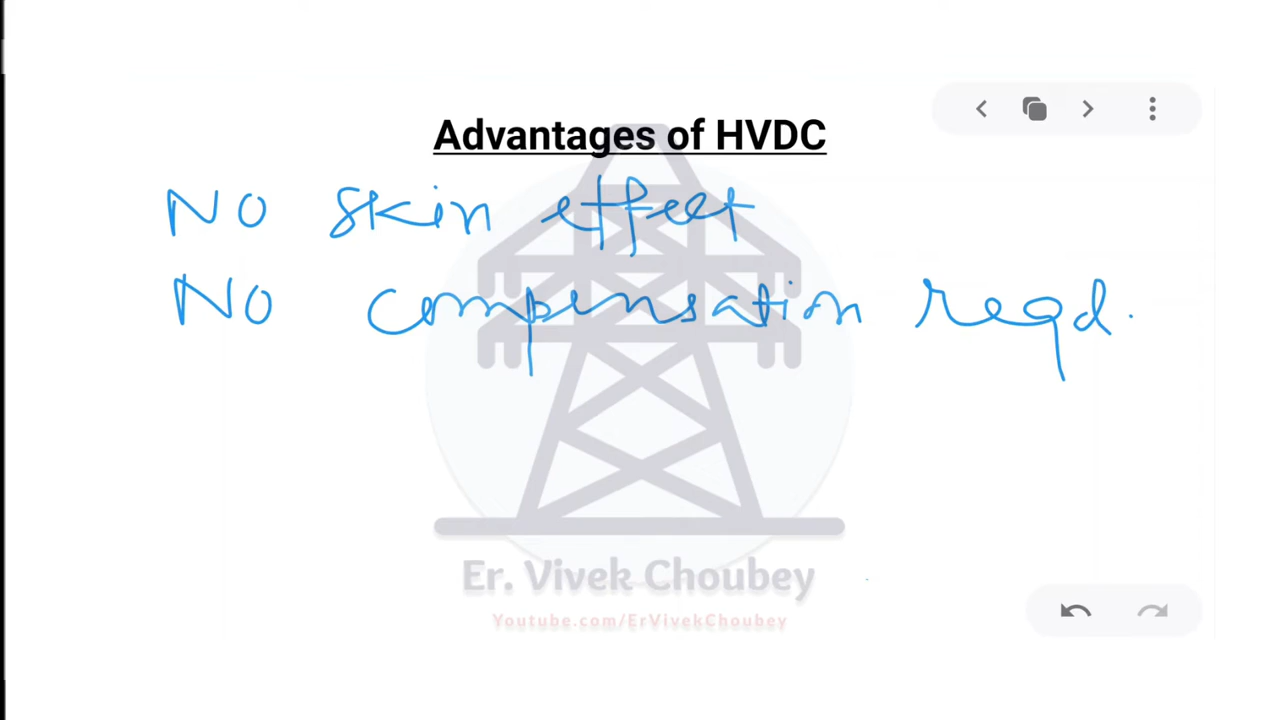 Advantages of HVDC
NO skin effect
NO compensation reqd.
Er. Vivek Choubey
Youtube.com/ErVivekChoubey